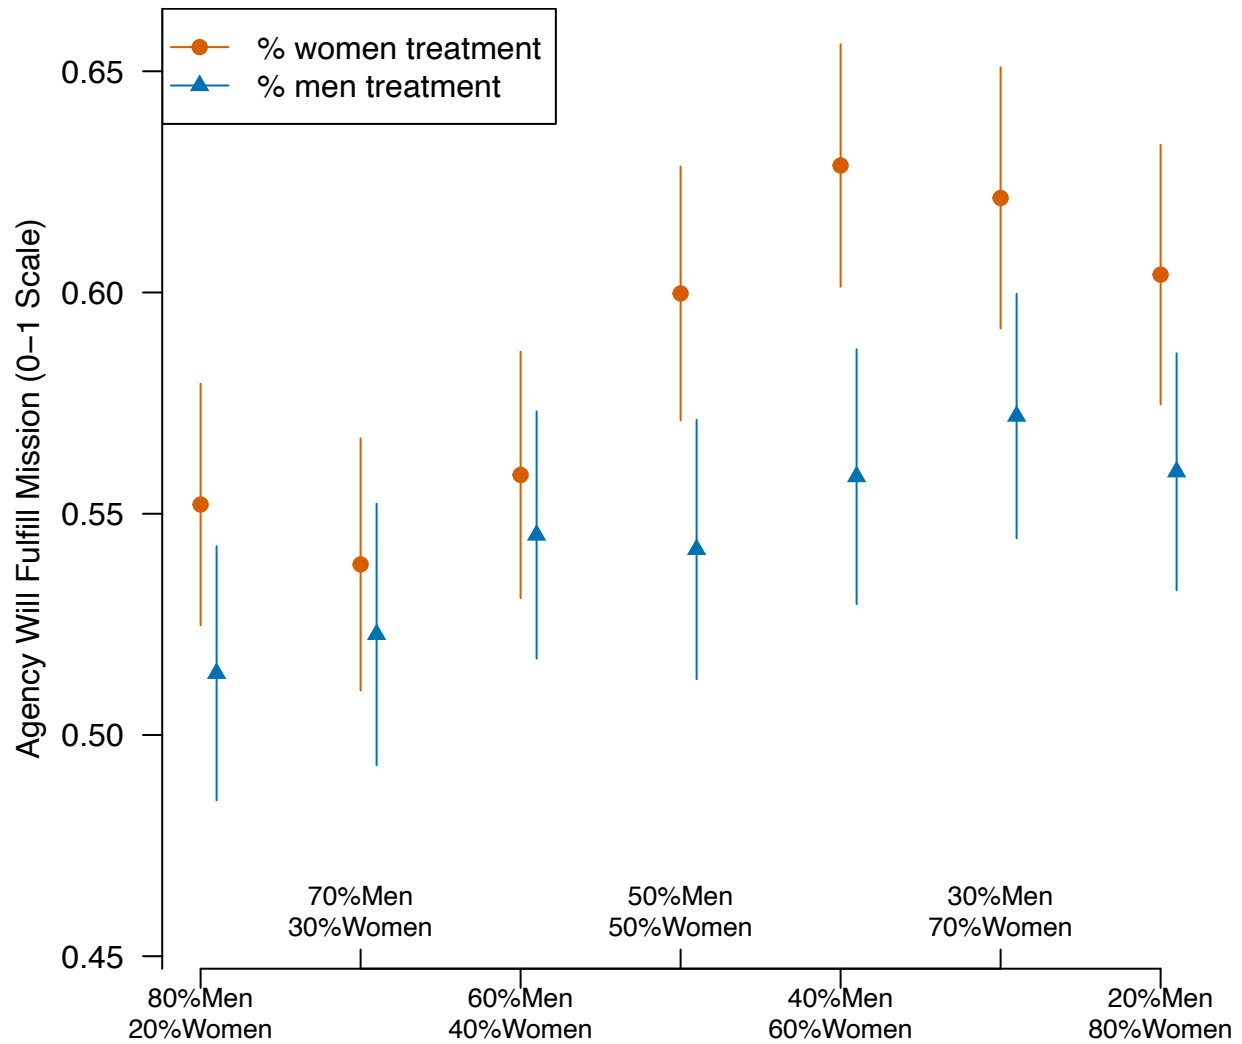 % women treatment
% men treatment
Agency Will Fulfill Mission (0−1 Scale)
0.65
0.60
0.55
0.50
0.45
70%Men
30%Women
50%Men
50%Women
30%Men
70%Women
80%Men
20%Women
60%Men
40%Women
40%Men
60%Women
20%Men
80%Women